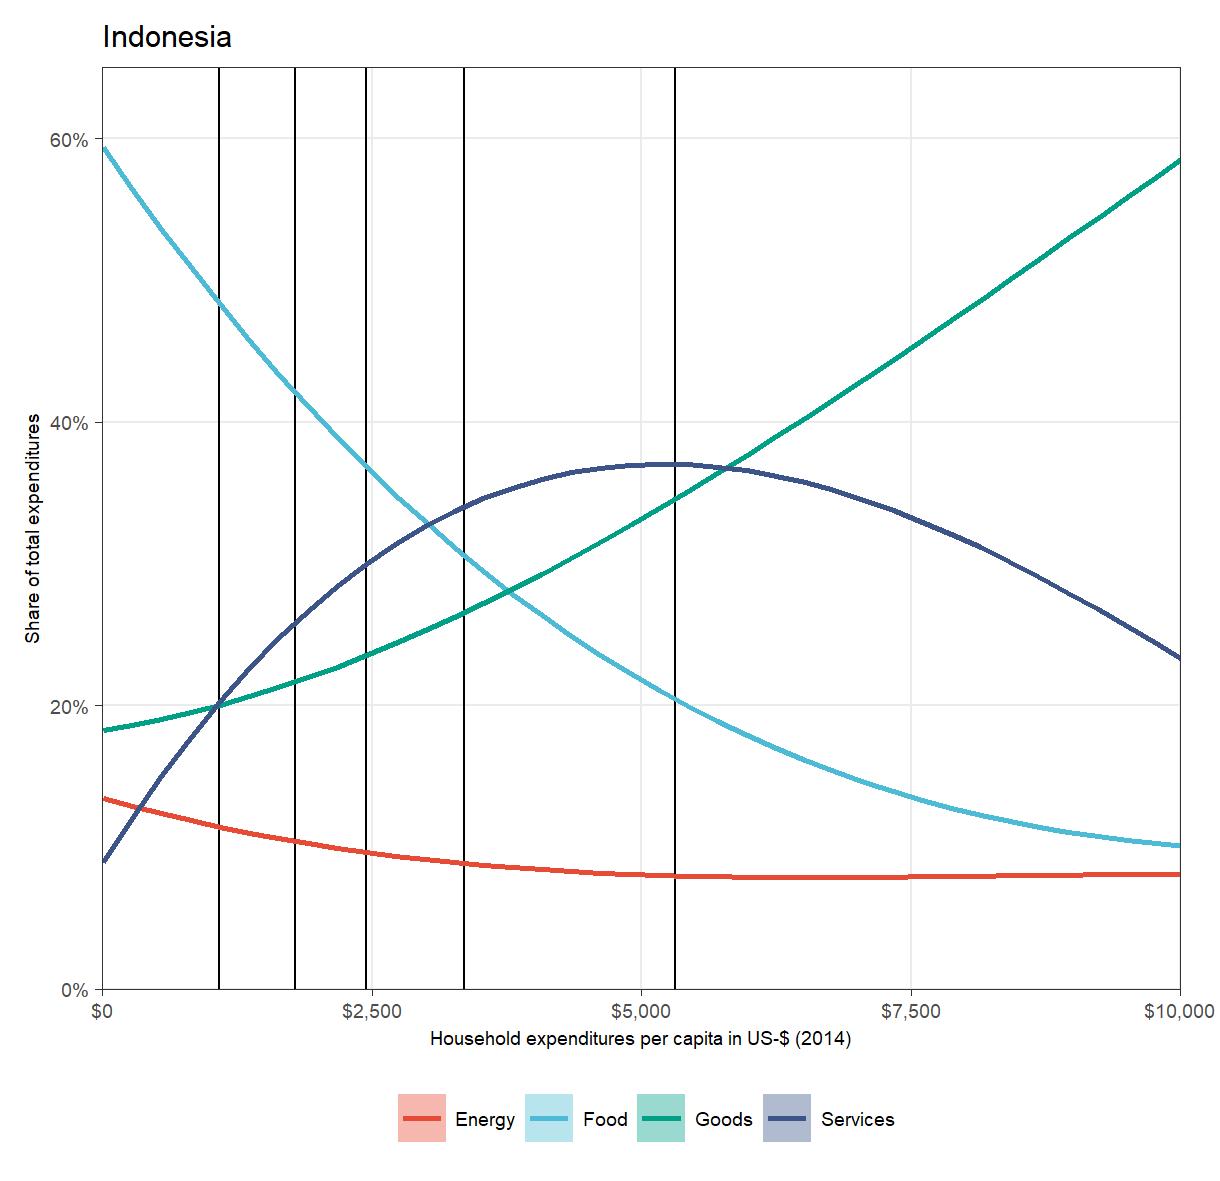 Indonesia
60%
40%
20%
0%
Share of total expenditures
$0 $2,500 $5,000 $7,500 $10,000
Household expenditures per capita in US-$ (2014)
Energy Food Goods Services